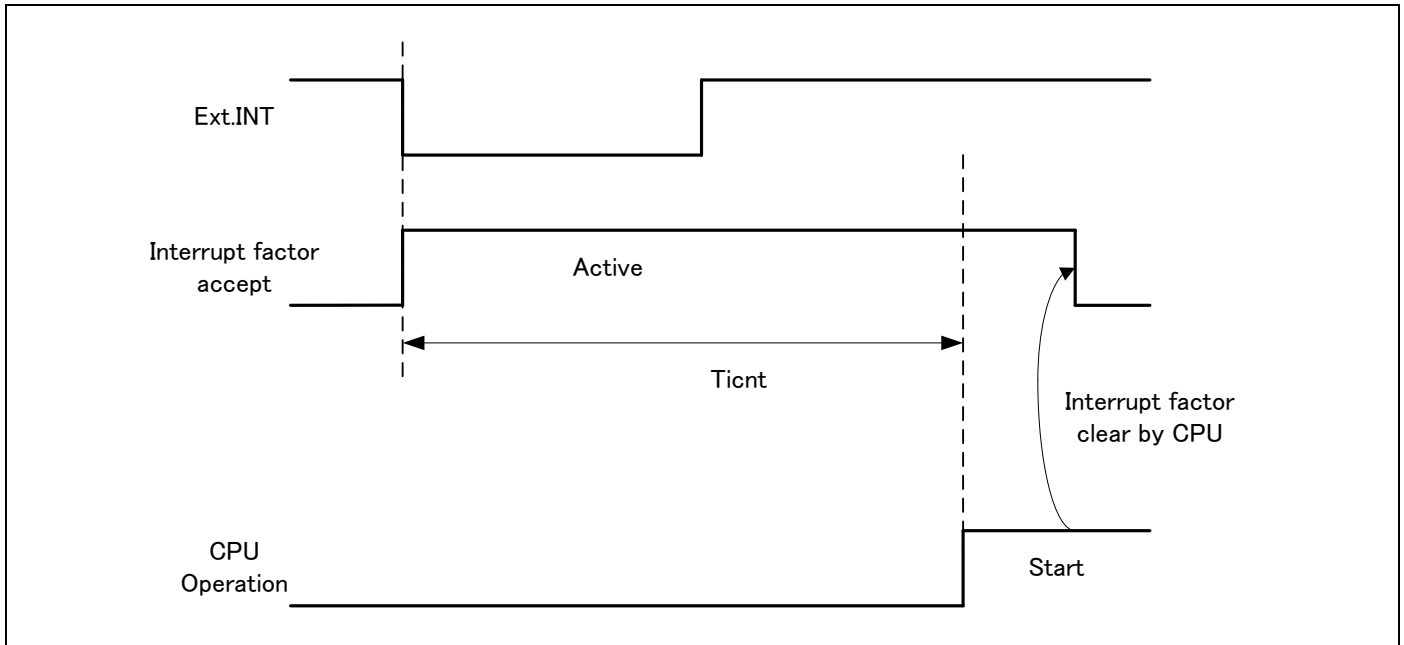 Ext.INT
Interrupt factor
accept
Active
Ticnt
Interrupt factor
clear by CPU
CPU
Operation
Start